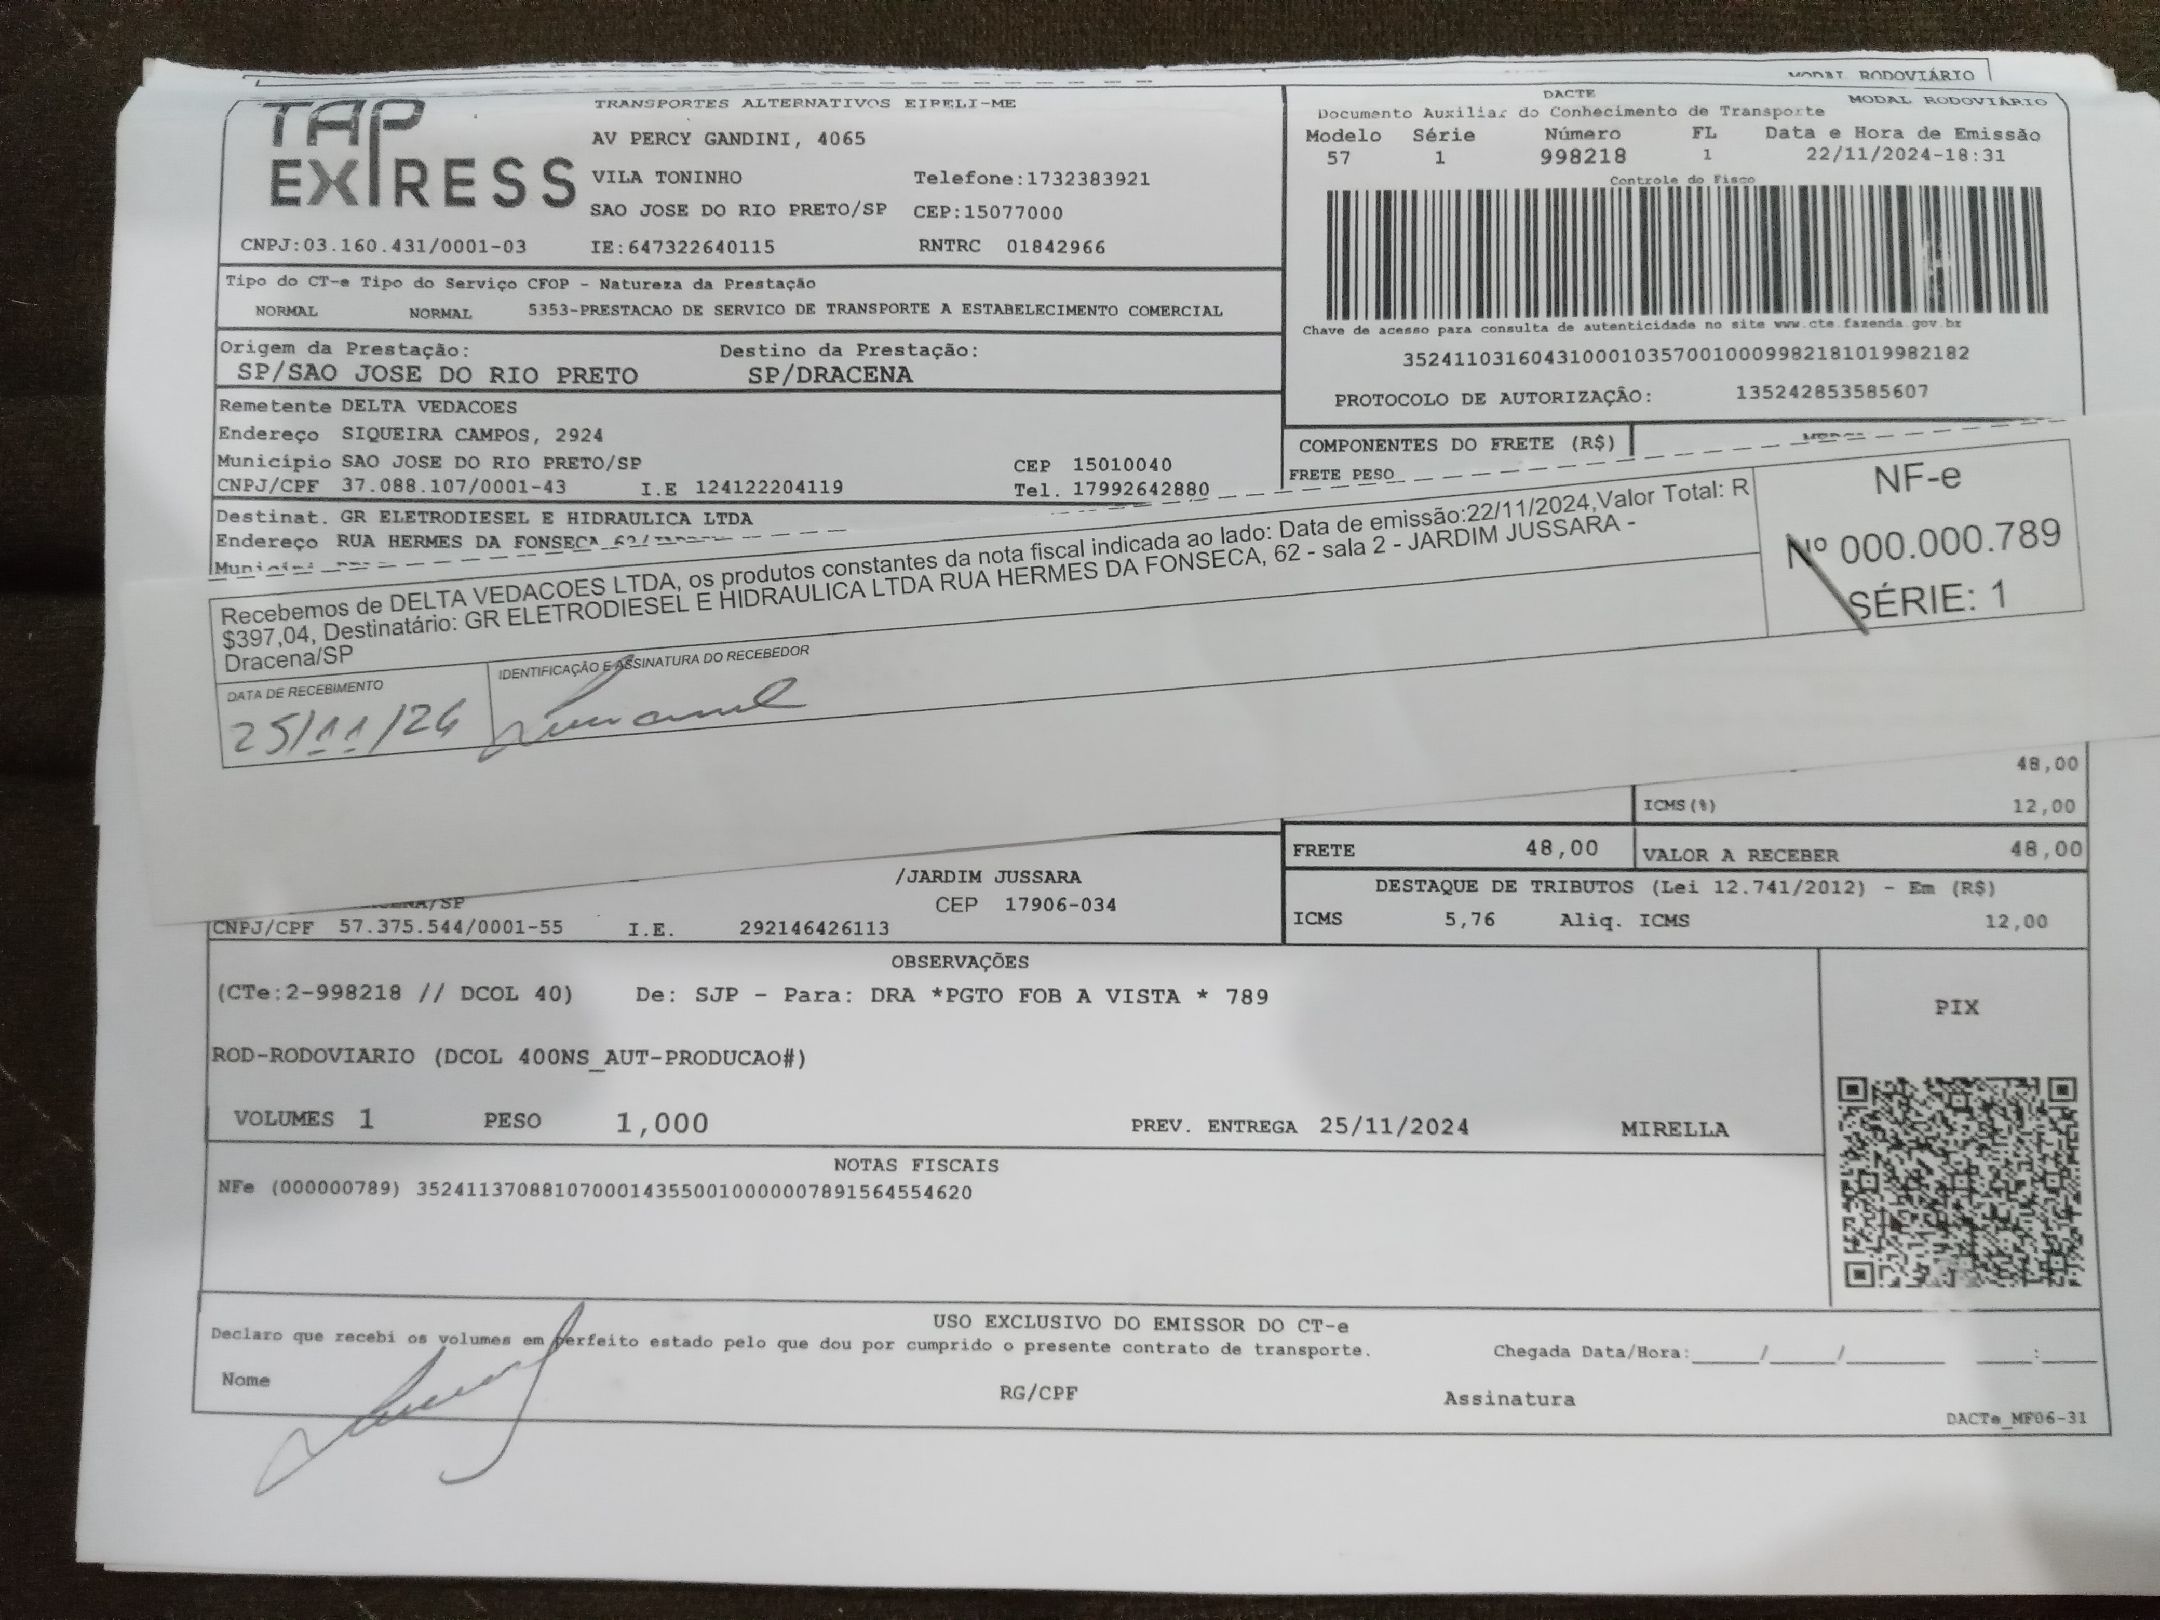 MODAL RODOVIÁRIO
TAP EXPRESS
TRANSPORTES ALTERNATIVOS EIRELI-ME
AV PERCY GANDINI, 4065
VILA TONINHO Telefone:1732383921
SAO JOSE DO RIO PRETO/SP CEP:15077000
CNPJ:03.160.431/0001-03 IE:647322640115 RNTRC 01842966
DACTE
Documento Auxiliar do Conhecimento de Transporte MODAL RODOVIÁRIO
Modelo Série Número FL Data e Hora de Emissão
57 1 998218 1 22/11/2024-18:31
Controle do Fisco
Chave de acesso para consulta de autenticidade no site www.cte.fazenda.gov.br
35241103160431000103570010009982181019982182
PROTOCOLO DE AUTORIZAÇÃO: 135242853585607
Tipo do CT-e Tipo do Serviço CFOP - Natureza da Prestação
NORMAL NORMAL 5353-PRESTACAO DE SERVICO DE TRANSPORTE A ESTABELECIMENTO COMERCIAL
Origem da Prestação: Destino da Prestação:
SP/SAO JOSE DO RIO PRETO SP/DRACENA
Remetente DELTA VEDACOES
Endereço SIQUEIRA CAMPOS, 2924
Município SAO JOSE DO RIO PRETO/SP CEP 15010040
CNPJ/CPF 37.088.107/0001-43 I.E 124122204119 Tel. 17992642880
COMPONENTES DO FRETE (R$)
FRETE PESO
Destinat. GR ELETRODIESEL E HIDRAULICA LTDA
Endereço RUA HERMES DA FONSECA 62/
Recebemos de DELTA VEDACOES LTDA, os produtos constantes da nota fiscal indicada ao lado: Data de emissão:22/11/2024,Valor Total: R
$397,04, Destinatário: GR ELETRODIESEL E HIDRAULICA LTDA RUA HERMES DA FONSECA, 62 - sala 2 - JARDIM JUSSARA -
Dracena/SP
NF-e
Nº 000.000.789
SÉRIE: 1
DATA DE RECEBIMENTO IDENTIFICAÇÃO E ASSINATURA DO RECEBEDOR
25/11/24
48,00
ICMS(%) 12,00
FRETE 48,00 VALOR A RECEBER 48,00
/JARDIM JUSSARA
CEP 17906-034
CNPJ/CPF 57.375.544/0001-55 I.E. 292146426113
DESTAQUE DE TRIBUTOS (Lei 12.741/2012) - Em (R$)
ICMS 5,76 Aliq. ICMS 12,00
OBSERVAÇÕES
(CTe:2-998218 // DCOL 40) De: SJP - Para: DRA *PGTO FOB A VISTA * 789
ROD-RODOVIARIO (DCOL 400NS_AUT-PRODUCAO#)
VOLUMES 1 PESO 1,000 PREV. ENTREGA 25/11/2024 MIRELLA
PIX
NOTAS FISCAIS
NFe (000000789) 35241137088107000143550010000007891564554620
USO EXCLUSIVO DO EMISSOR DO CT-e
Declaro que recebi os volumes em perfeito estado pelo que dou por cumprido o presente contrato de transporte. Chegada Data/Hora:_____/_____/_______ ____:____
Nome RG/CPF Assinatura
DACTe_MF06-31